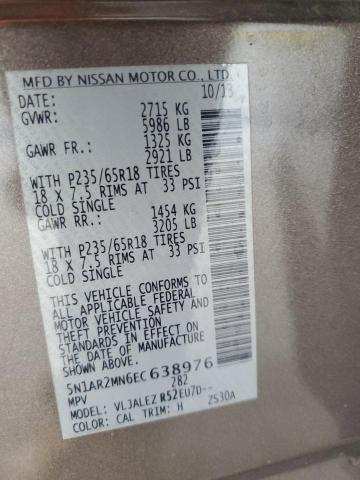 MFD BY NISSAN MOTOR CO., LTD.
DATE: 10/13
GVWR: 2715 KG
5986 LB
GAWR FR.: 1325 KG
2921 LB
WITH P235/65R18 TIRES
18 X 7.5 RIMS AT 33 PSI
COLD SINGLE
GAWR RR.: 1454 KG
3205 LB
WITH P235/65R18 TIRES
18 X 7.5 RIMS AT 33 PSI
COLD SINGLE
THIS VEHICLE CONFORMS TO
ALL APPLICABLE FEDERAL
MOTOR VEHICLE SAFETY AND
THEFT PREVENTION
STANDARDS IN EFFECT ON
THE DATE OF MANUFACTURE
SHOWN ABOVE.
5N1AR2MN6EC638976
MPV 282
MODEL: VLJALEZ R52EU7D-- ZS30A
COLOR: CAL TRIM: H